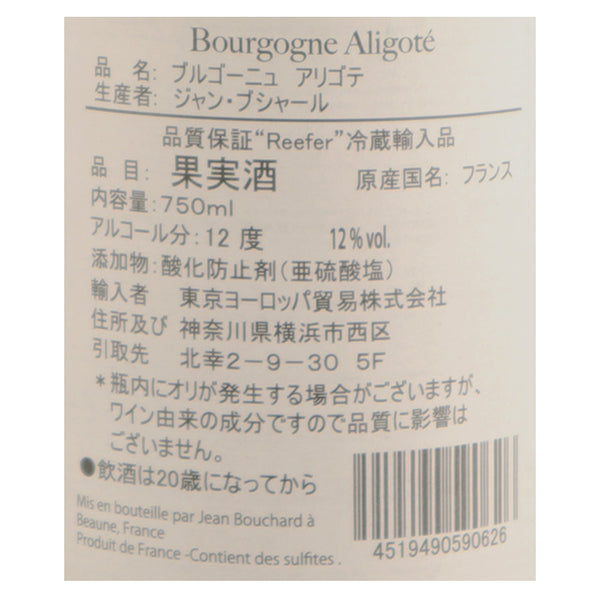 Bourgogne Aligoté
品 名: ブルゴーニュ アリゴテ
生産者: ジャン・ブシャール
品質保証“Reefer”冷蔵輸入品
品目: 果実酒 原産国名: フランス
内容量:750ml
アルコール分:12 度 12%vol.
添加物:酸化防止剤(亜硫酸塩)
輸入者 東京ヨーロッパ貿易株式会社
住所及び 神奈川県横浜市西区
引取先 北幸2-9-30 5F
*瓶内にオリが発生する場合がございますが、
ワイン由来の成分ですので品質に影響は
ございません。
●飲酒は20歳になってから
Mis en bouteille par Jean Bouchard à
Beaune, France
Produit de France -Contient des sulfites .
4519490590626